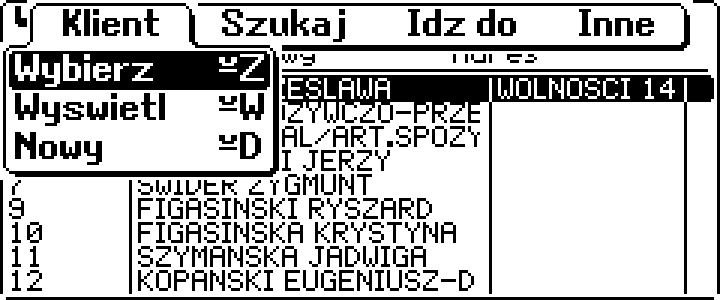 Klient Szukaj Idz do Inne
Wybierz Z
Wyswietl W
Nowy D
ESLAWA WOLNOSCI 14
ZYWCZO-PRZE
AL/ART.SPOZY
I JERZY
7 SWIDER ZYGMUNT
9 FIGASINSKI RYSZARD
10 FIGASINSKA KRYSTYNA
11 SZYMANSKA JADWIGA
12 KOPANSKI EUGENIUSZ-D